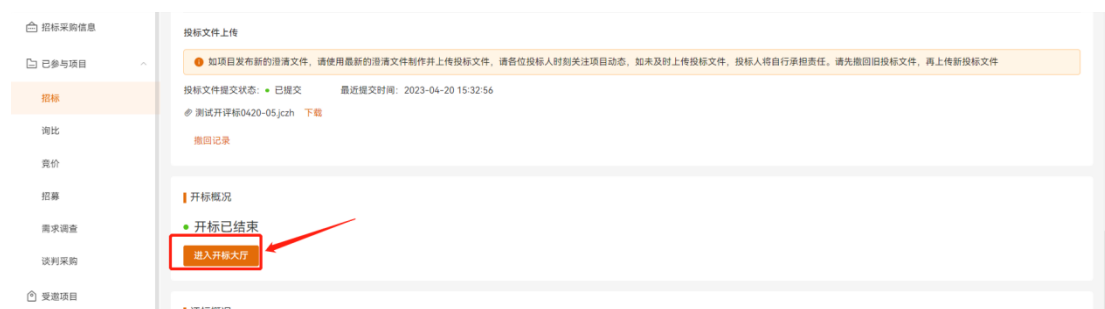 招标采购信息
已参与项目
招标
询比
竞价
招募
需求调查
谈判采购
受邀项目
投标文件上传
如项目发布新的澄清文件，请使用最新的澄清文件制作并上传投标文件，请各位投标人时刻关注项目动态，如未及时上传投标文件，投标人将自行承担责任。请先撤回旧投标文件，再上传新投标文件
投标文件提交状态： 已提交 最近提交时间：2023-04-20 15:32:56
测试开评标0420-05.jczh 下载
撤回记录
开标概况
开标已结束
进入开标大厅